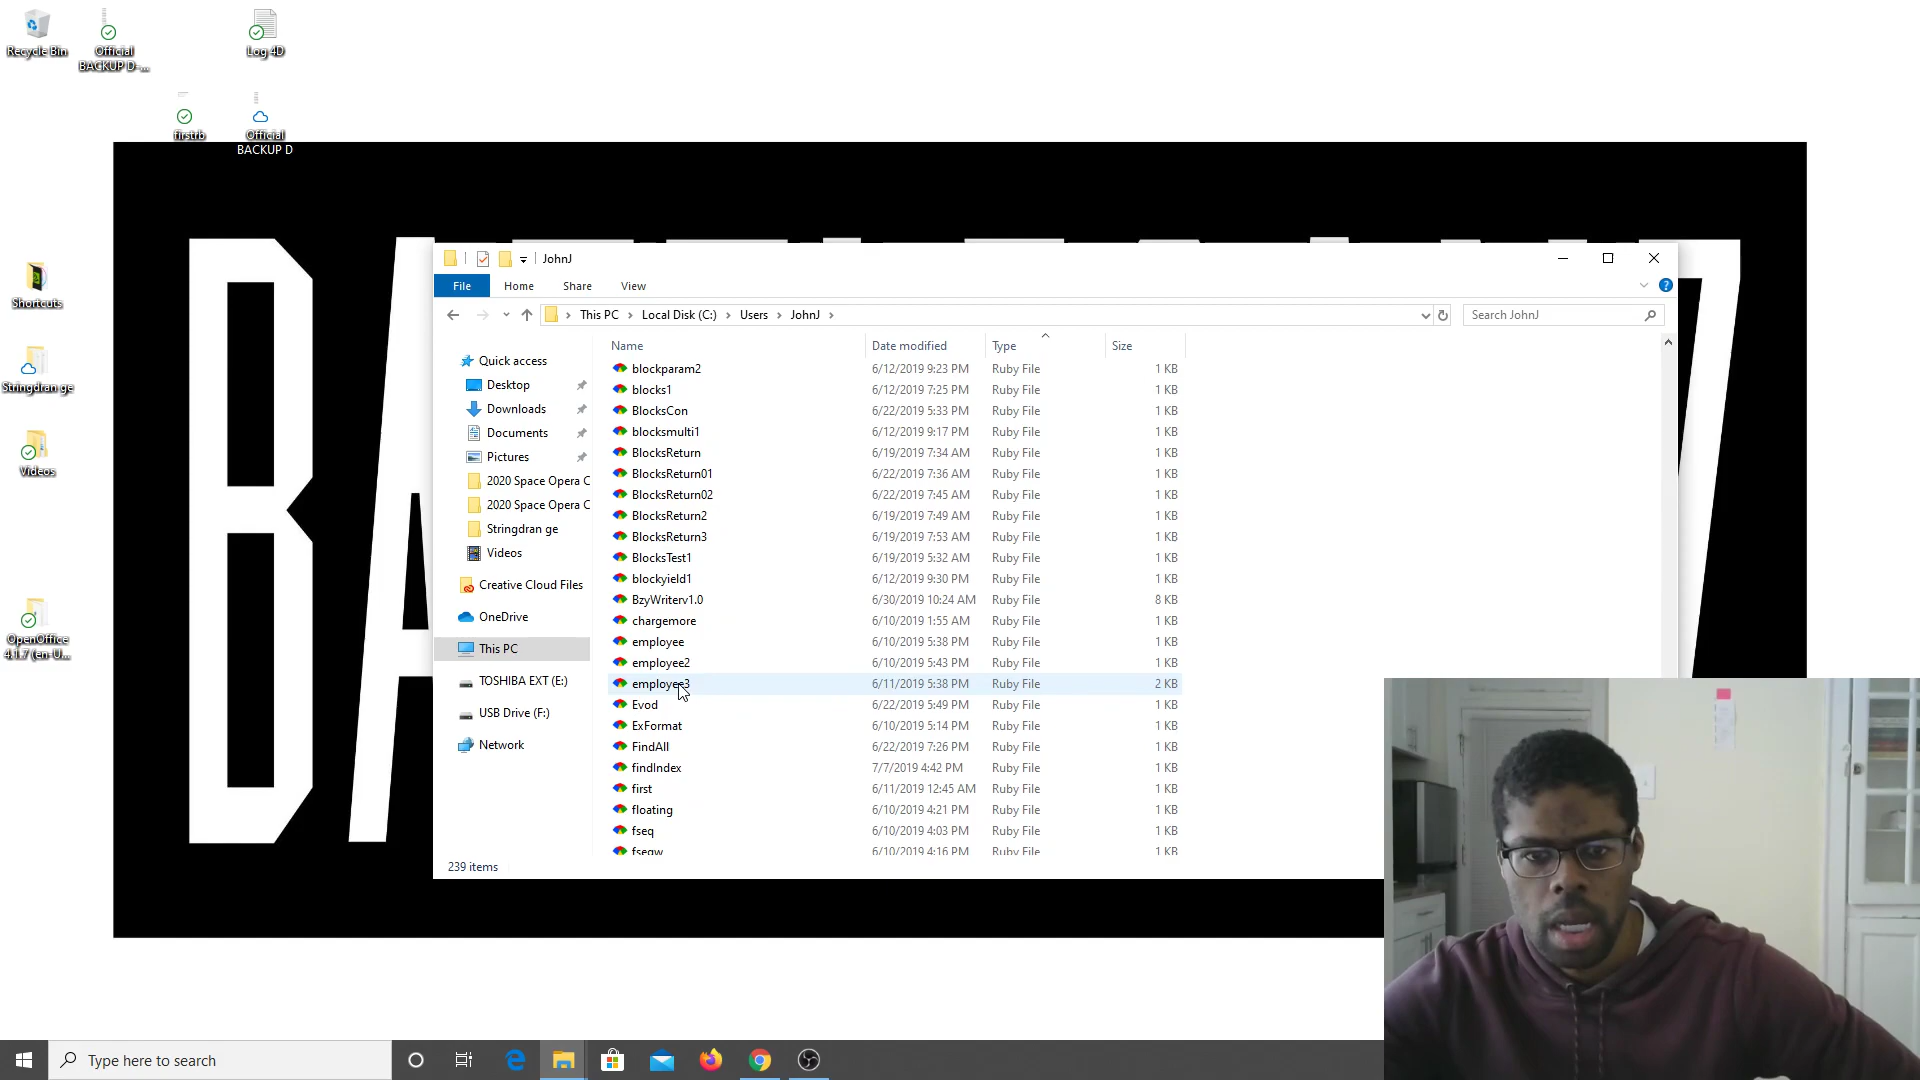 Recycle Bin
Official
BACKUP D-...
Log 4D
firstrb
Official
BACKUP D
Shortcuts
Stringdran ge
Videos
OpenOffice
4.1.7 (en-U...
BA
7
JohnJ
File Home Share View
This PC Local Disk (C:) Users JohnJ
Search JohnJ
Quick access
Desktop
Downloads
Documents
Pictures
2020 Space Opera C
2020 Space Opera C
Stringdran ge
Videos
Creative Cloud Files
OneDrive
This PC
TOSHIBA EXT (E:)
USB Drive (F:)
Network
Name Date modified Type Size
blockparam2 6/12/2019 9:23 PM Ruby File 1 KB
blocks1 6/12/2019 7:25 PM Ruby File 1 KB
BlocksCon 6/22/2019 5:33 PM Ruby File 1 KB
blocksmulti1 6/12/2019 9:17 PM Ruby File 1 KB
BlocksReturn 6/19/2019 7:34 AM Ruby File 1 KB
BlocksReturn01 6/22/2019 7:36 AM Ruby File 1 KB
BlocksReturn02 6/22/2019 7:45 AM Ruby File 1 KB
BlocksReturn2 6/19/2019 7:49 AM Ruby File 1 KB
BlocksReturn3 6/19/2019 7:53 AM Ruby File 1 KB
BlocksTest1 6/19/2019 5:32 AM Ruby File 1 KB
blockyield1 6/12/2019 9:30 PM Ruby File 1 KB
BzyWriterv1.0 6/30/2019 10:24 AM Ruby File 8 KB
chargemore 6/10/2019 1:55 AM Ruby File 1 KB
employee 6/10/2019 5:38 PM Ruby File 1 KB
employee2 6/10/2019 5:43 PM Ruby File 1 KB
employee3 6/11/2019 5:38 PM Ruby File 2 KB
Evod 6/22/2019 5:49 PM Ruby File 1 KB
ExFormat 6/10/2019 5:14 PM Ruby File 1 KB
FindAll 6/22/2019 7:26 PM Ruby File 1 KB
findIndex 7/7/2019 4:42 PM Ruby File 1 KB
first 6/11/2019 12:45 AM Ruby File 1 KB
floating 6/10/2019 4:21 PM Ruby File 1 KB
fseq 6/10/2019 4:03 PM Ruby File 1 KB
fseqw 6/10/2019 4:16 PM Ruby File 1 KB
239 items
Type here to search